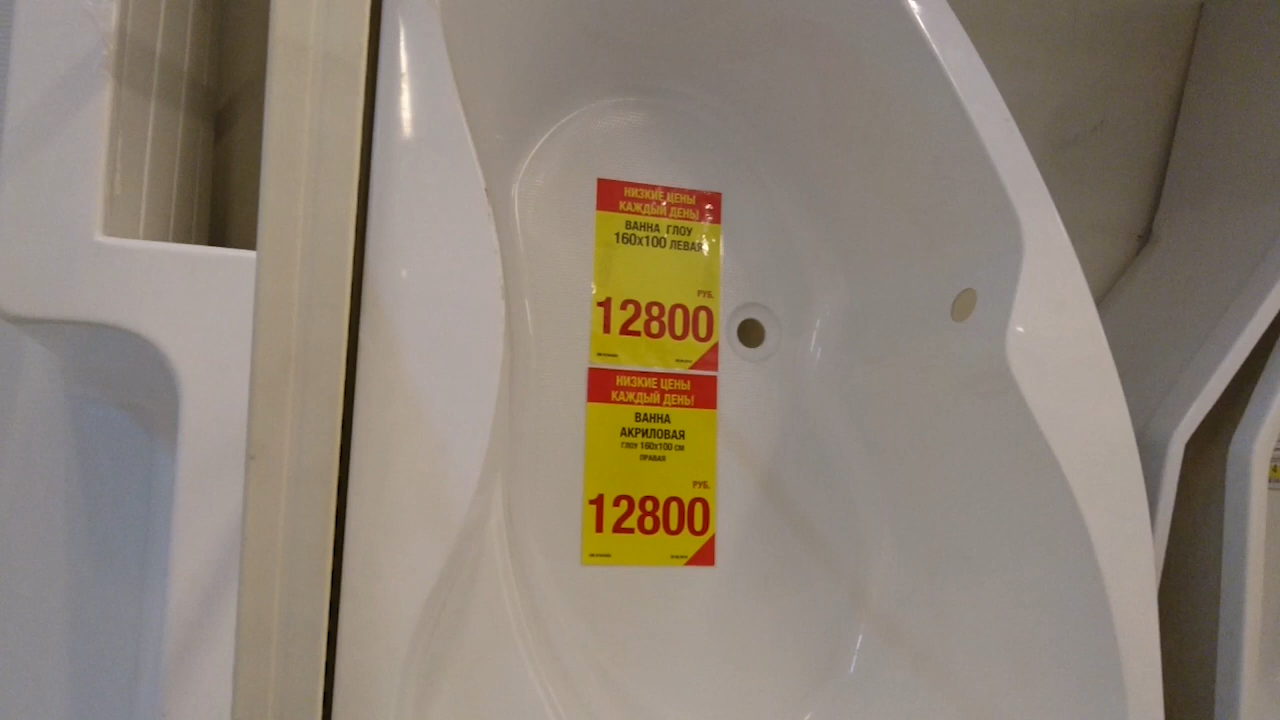 НИЗКИЕ ЦЕНЫ
КАЖДЫЙ ДЕНЬ!
ВАННА ГЛОУ
160х100 ЛЕВАЯ
РУБ.
12800
НИЗКИЕ ЦЕНЫ
КАЖДЫЙ ДЕНЬ!
ВАННА
АКРИЛОВАЯ
ГЛОУ 160х100 СМ
ПРАВАЯ
РУБ.
12800